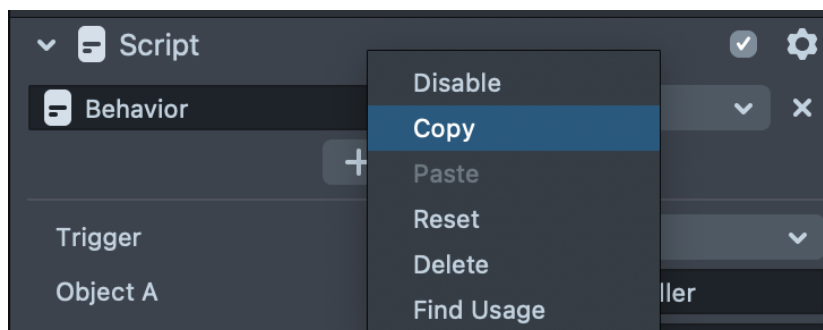 Script
Disable
Behavior
Copy
Paste
Reset
Trigger
Delete
Object A
ller
Find Usage